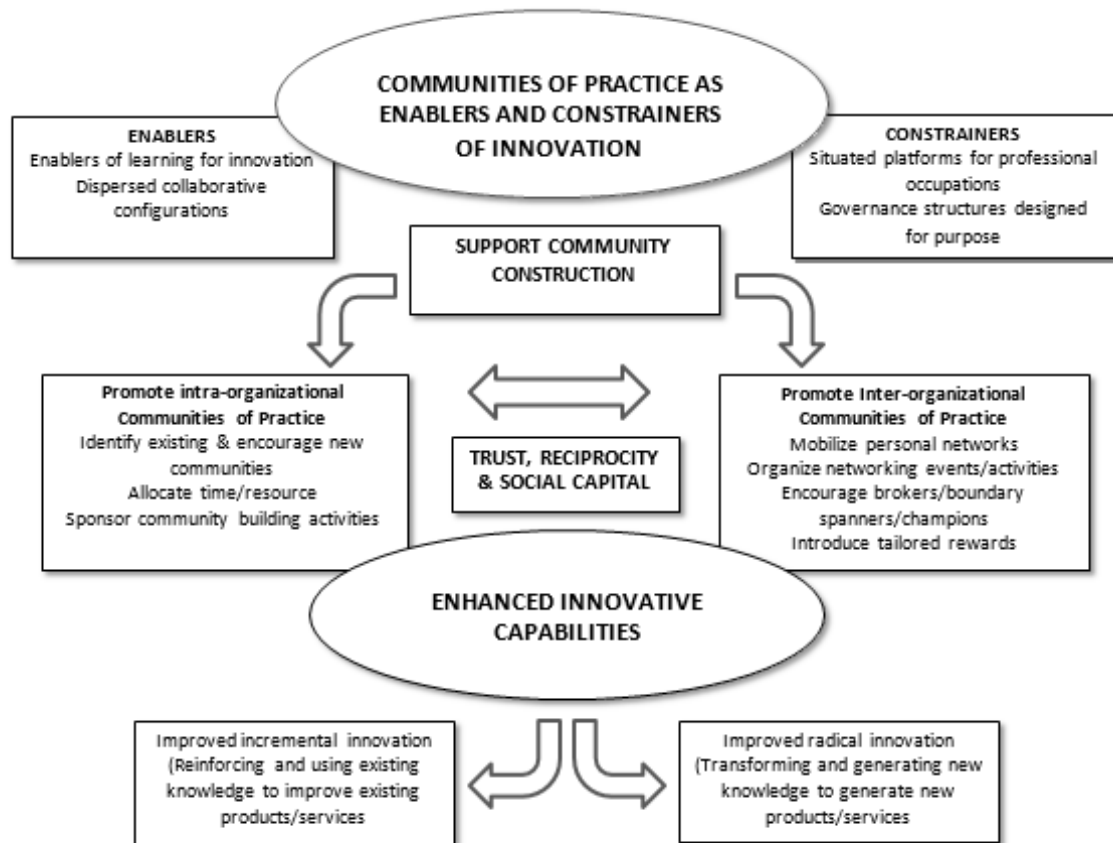 COMMUNITIES OF PRACTICE AS
ENABLERS AND CONSTRAINERS
OF INNOVATION
ENABLERS
Enablers of learning for innovation
Dispersed collaborative
configurations
CONSTRAINERS
Situated platforms for professional
occupations
Governance structures designed
for purpose
SUPPORT COMMUNITY
CONSTRUCTION
Promote intra-organizational
Communities of Practice
Identify existing & encourage new
communities
Allocate time/resource
Sponsor community building activities
TRUST, RECIPROCITY
& SOCIAL CAPITAL
Promote Inter-organizational
Communities of Practice
Mobilize personal networks
Organize networking events/activities
Encourage brokers/boundary
spanners/champions
Introduce tailored rewards
ENHANCED INNOVATIVE
CAPABILITIES
Improved incremental innovation
(Reinforcing and using existing
knowledge to improve existing
products/services
Improved radical innovation
(Transforming and generating new
knowledge to generate new
products/services